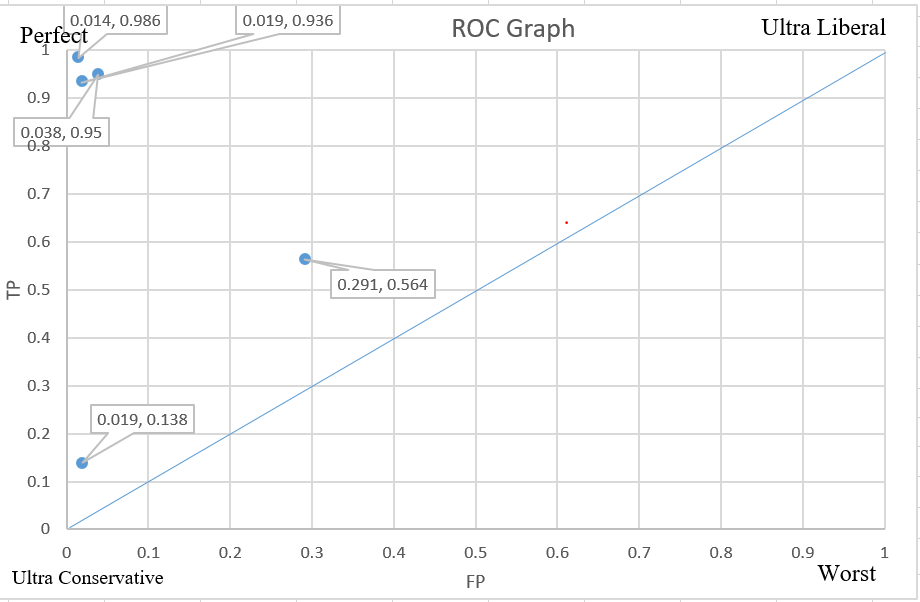 0.014, 0.986
0.019, 0.936
ROC Graph
Ultra Liberal
Perfect
1
0.9
0.038, 0.95
0.8
0.7
0.6
0.291, 0.564
TP
0.5
0.4
0.3
0.019, 0.138
0.2
0.1
0
0 0.1 0.2 0.3 0.4 0.5 0.6 0.7 0.8 0.9 1
Ultra Conservative
FP
Worst